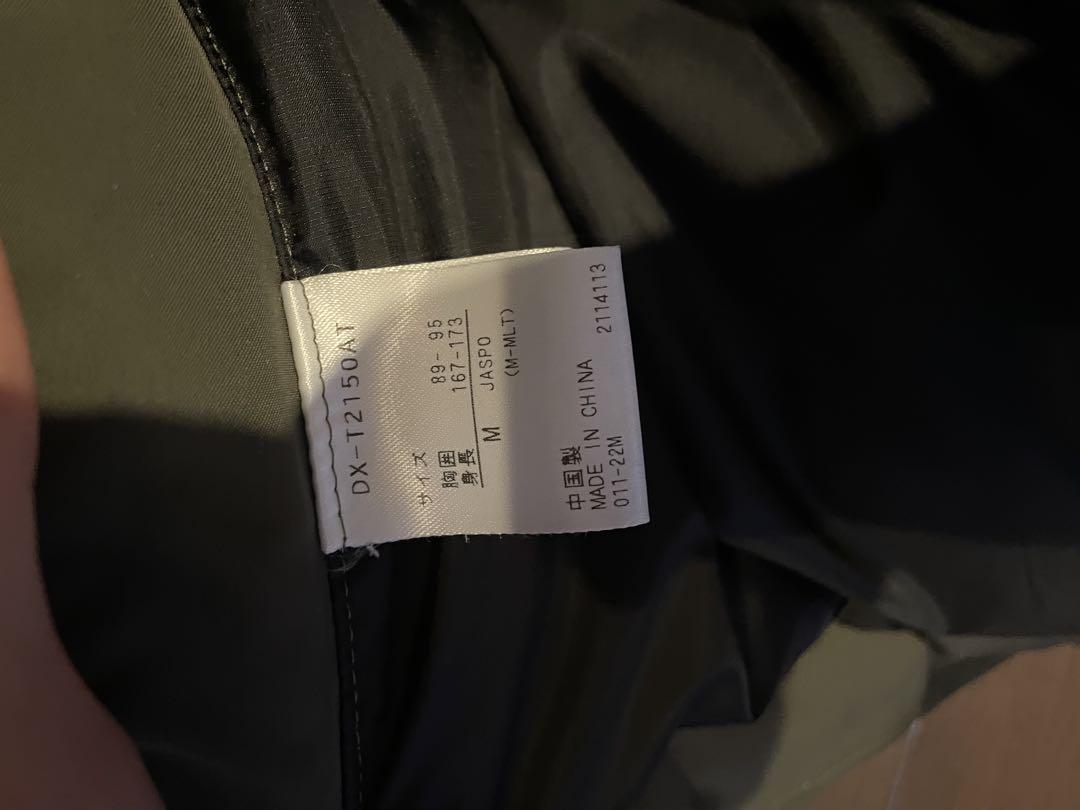 DX-T2150AT
サイズ
胸囲 89- 95
身長 167-173
M JASPO
(M-MLT)
中国製
MADE IN CHINA 2114113
011-22M